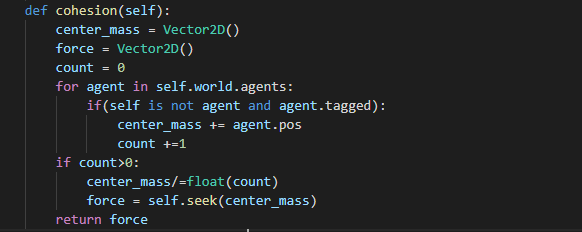 def cohesion(self):
    center_mass = Vector2D()
    force = Vector2D()
    count = 0
    for agent in self.world.agents:
        if(self is not agent and agent.tagged):
            center_mass += agent.pos
            count +=1
    if count>0:
        center_mass/=float(count)
        force = self.seek(center_mass)
    return force